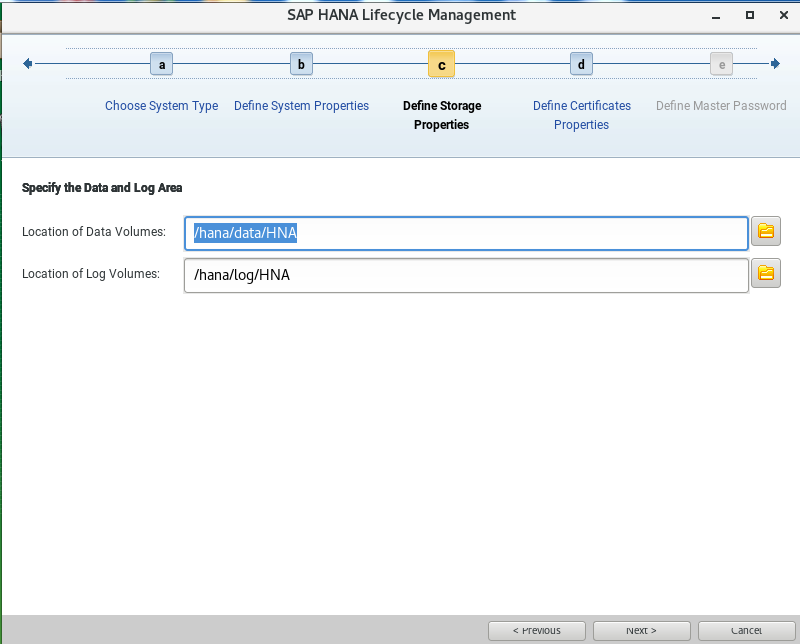 SAP HANA Lifecycle Management
a b c d e
Choose System Type Define System Properties Define Storage Define Certificates Define Master Password
Properties Properties
Specify the Data and Log Area
Location of Data Volumes: /hana/data/HNA
Location of Log Volumes: /hana/log/HNA
< Previous Next > Cancel